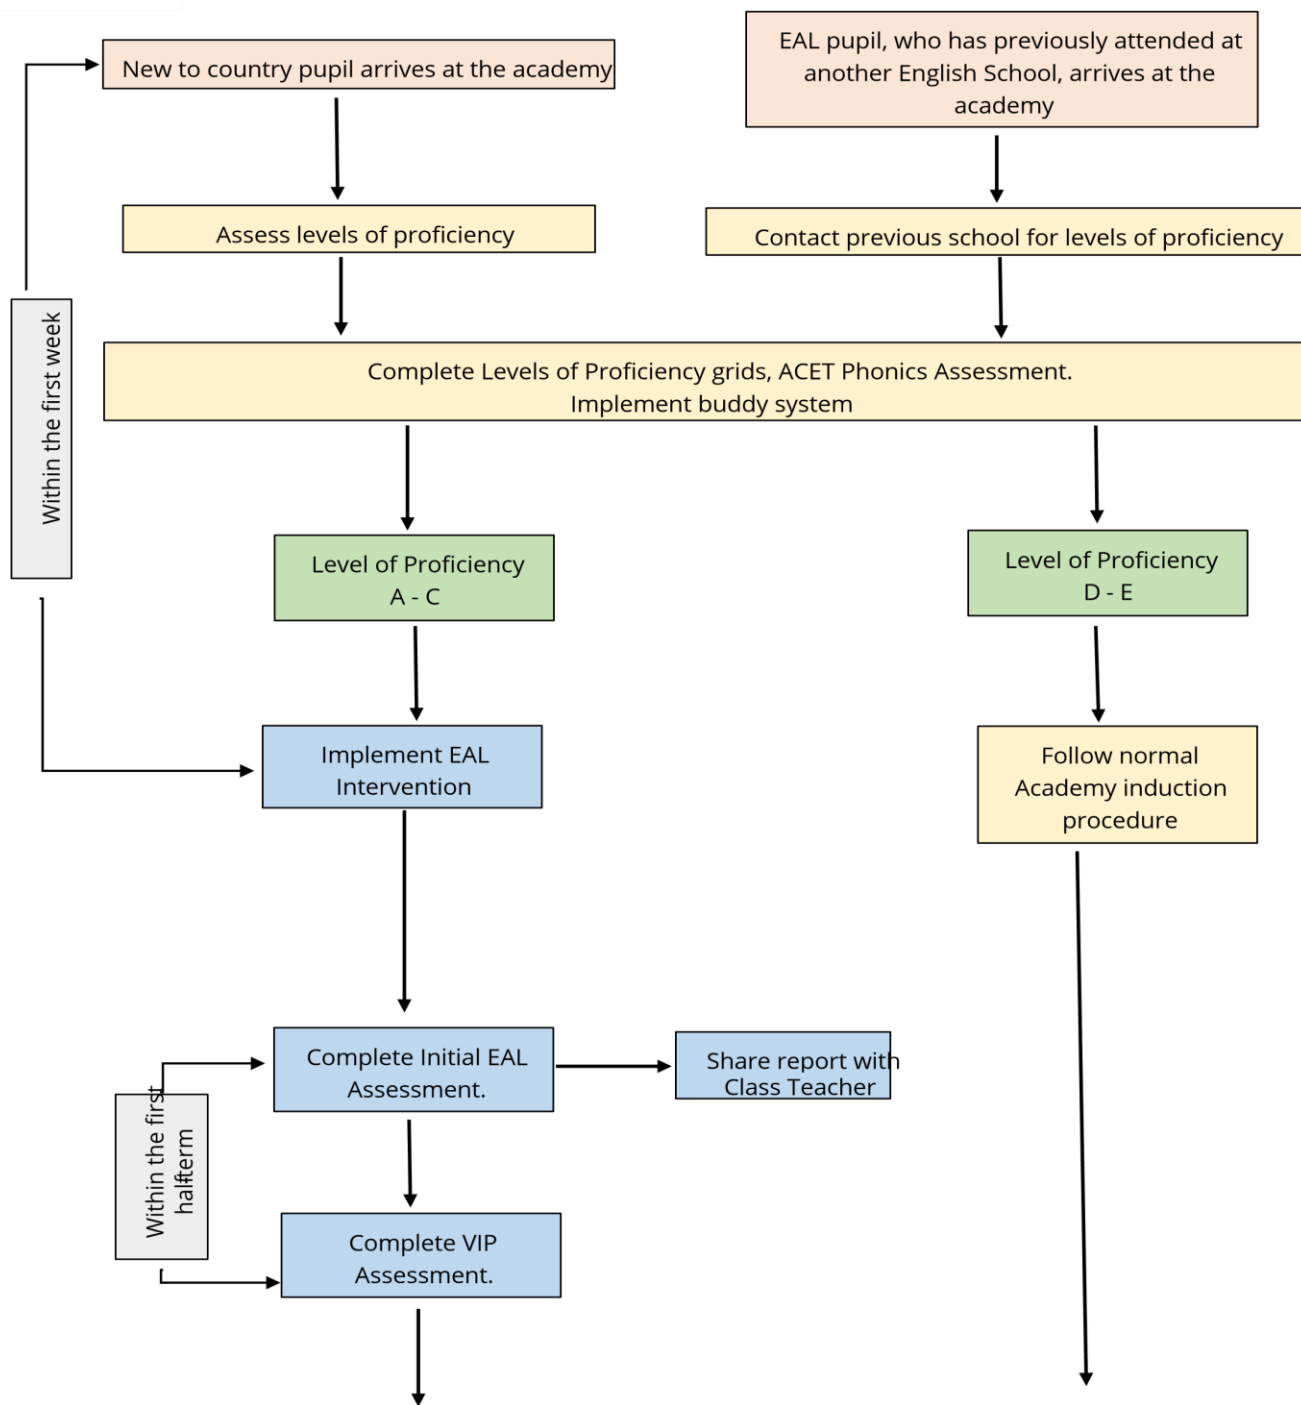 New to country pupil arrives at the academy
EAL pupil, who has previously attended at
another English School, arrives at the
academy
Assess levels of proficiency
Contact previous school for levels of proficiency
Within the first week
Complete Levels of Proficiency grids, ACET Phonics Assessment.
Implement buddy system
Level of Proficiency
A - C
Level of Proficiency
D - E
Implement EAL
Intervention
Follow normal
Academy induction
procedure
Complete Initial EAL
Assessment.
Share report with
Class Teacher
Within the first
half-term
Complete VIP
Assessment.